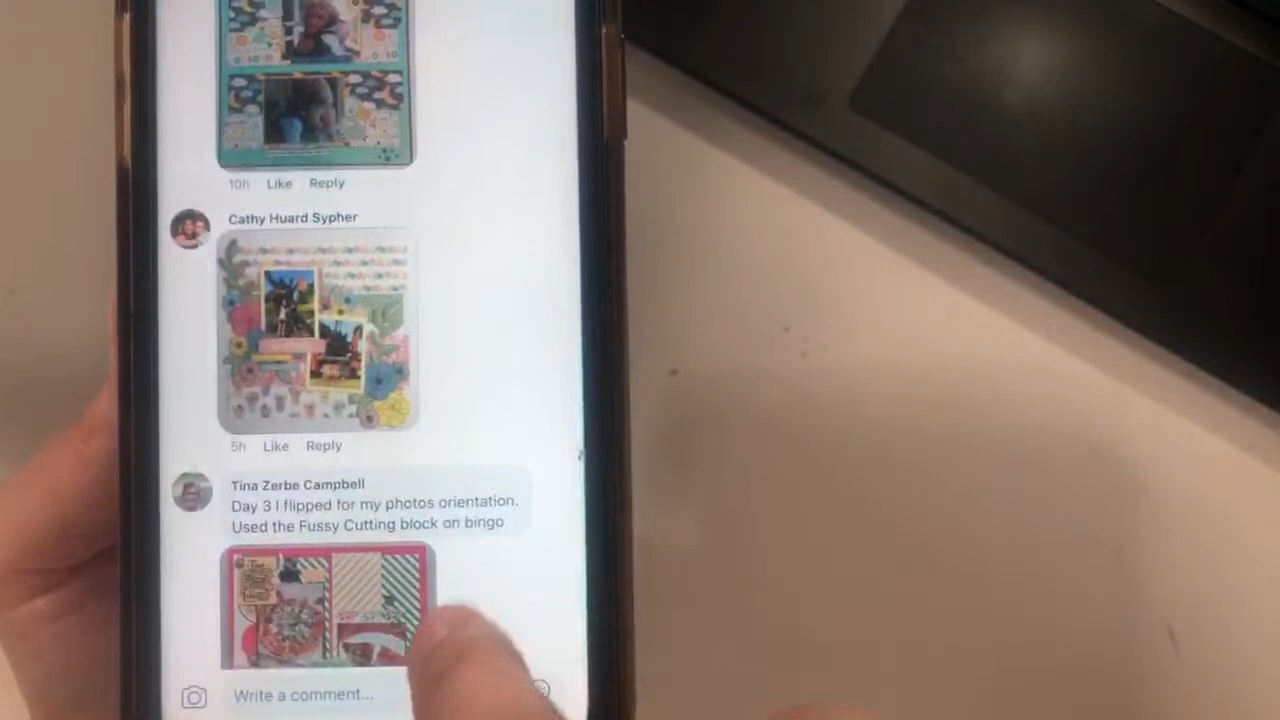 10h Like Reply
Cathy Huard Sypher
5h Like Reply
Tina Zerbe Campbell
Day 3 I flipped for my photos orientation.
Used the Fussy Cutting block on bingo
Write a comment...